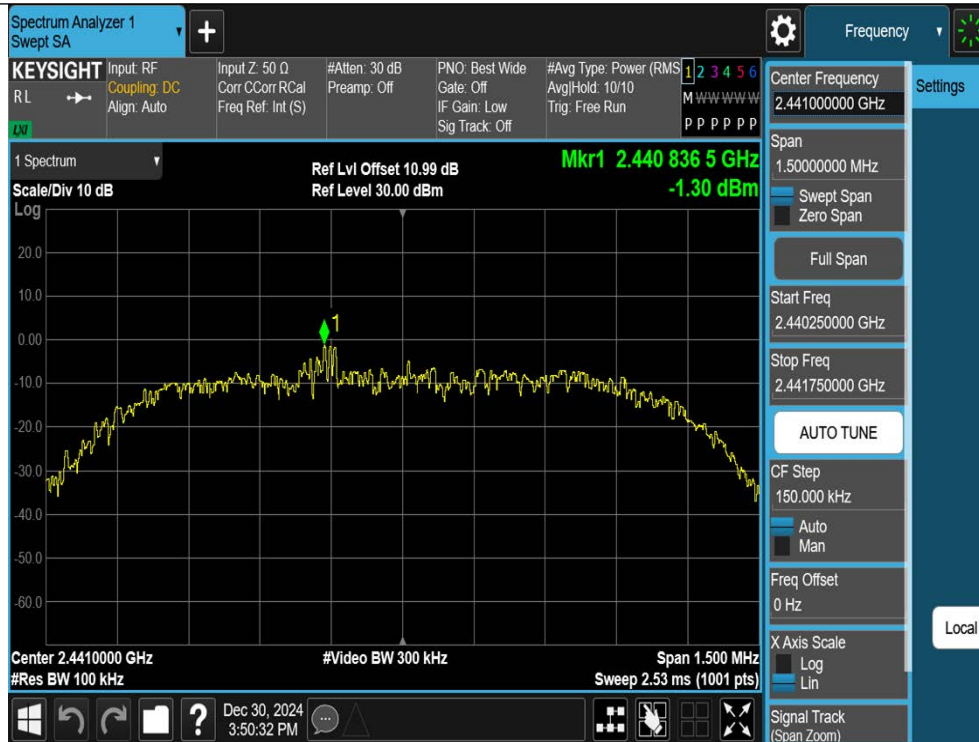 Spectrum Analyzer 1
Swept SA
+
Frequency
KEYSIGHT
RL
LXI
Input: RF
Coupling: DC
Align: Auto
Input Z: 50 Ω
Corr CCorr RCal
Freq Ref: Int (S)
#Atten: 30 dB
Preamp: Off
PNO: Best Wide
Gate: Off
IF Gain: Low
Sig Track: Off
#Avg Type: Power (RMS
Avg|Hold: 10/10
Trig: Free Run
1 2 3 4 5 6
M W W W W W
P P P P P P
1 Spectrum
Scale/Div 10 dB
Log
Ref Lvl Offset 10.99 dB
Ref Level 30.00 dBm
Mkr1 2.440 836 5 GHz
-1.30 dBm
20.0
10.0
0.00
-10.0
-20.0
-30.0
-40.0
-50.0
-60.0
1
Center 2.4410000 GHz
#Res BW 100 kHz
#Video BW 300 kHz
Span 1.500 MHz
Sweep 2.53 ms (1001 pts)
?
Dec 30, 2024
3:50:32 PM
Center Frequency
2.441000000 GHz
Span
1.50000000 MHz
Swept Span
Zero Span
Full Span
Start Freq
2.440250000 GHz
Stop Freq
2.441750000 GHz
AUTO TUNE
CF Step
150.000 kHz
Auto
Man
Freq Offset
0 Hz
X Axis Scale
Log
Lin
Signal Track
(Span Zoom)
Settings
Local